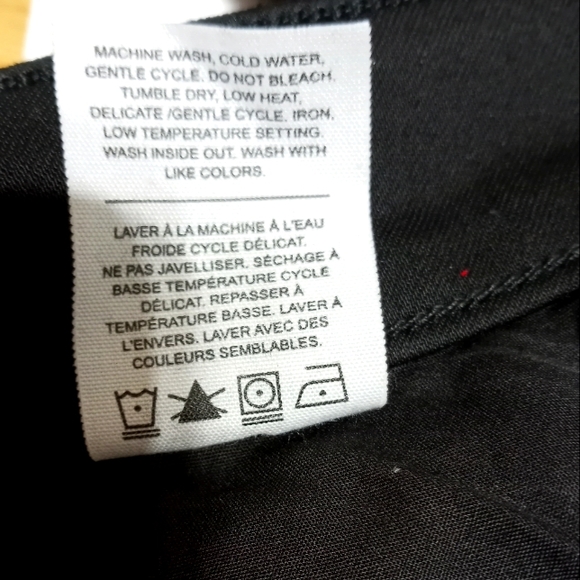 MACHINE WASH, COLD WATER,
GENTLE CYCLE. DO NOT BLEACH.
TUMBLE DRY, LOW HEAT,
DELICATE /GENTLE CYCLE. IRON,
LOW TEMPERATURE SETTING.
WASH INSIDE OUT. WASH WITH
LIKE COLORS.
LAVER À LA MACHINE À L'EAU
FROIDE CYCLE DÉLICAT.
NE PAS JAVELLISER. SÉCHAGE À
BASSE TEMPÉRATURE CYCLE
DÉLICAT. REPASSER À
TEMPÉRATURE BASSE. LAVER À
L'ENVERS. LAVER AVEC DES
COULEURS SEMBLABLES.